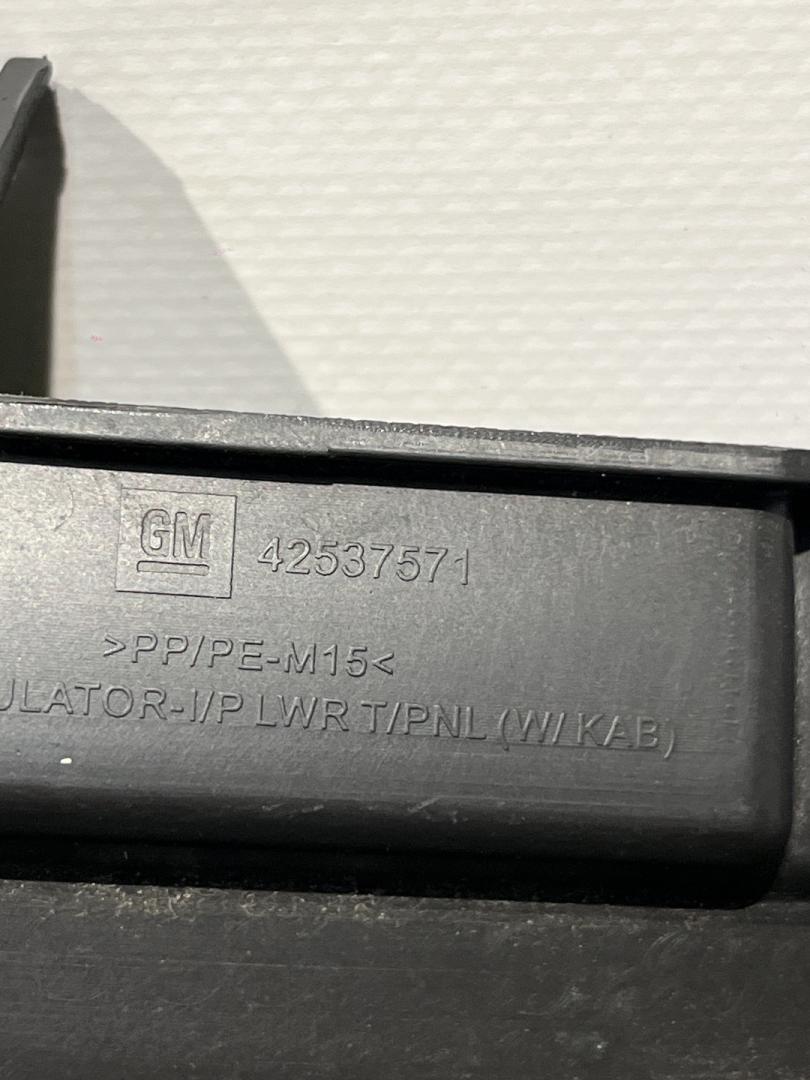 GM 42537571
>PP/PE-M15<
ULATOR-I/P LWR T/PNL (W/ KAB)